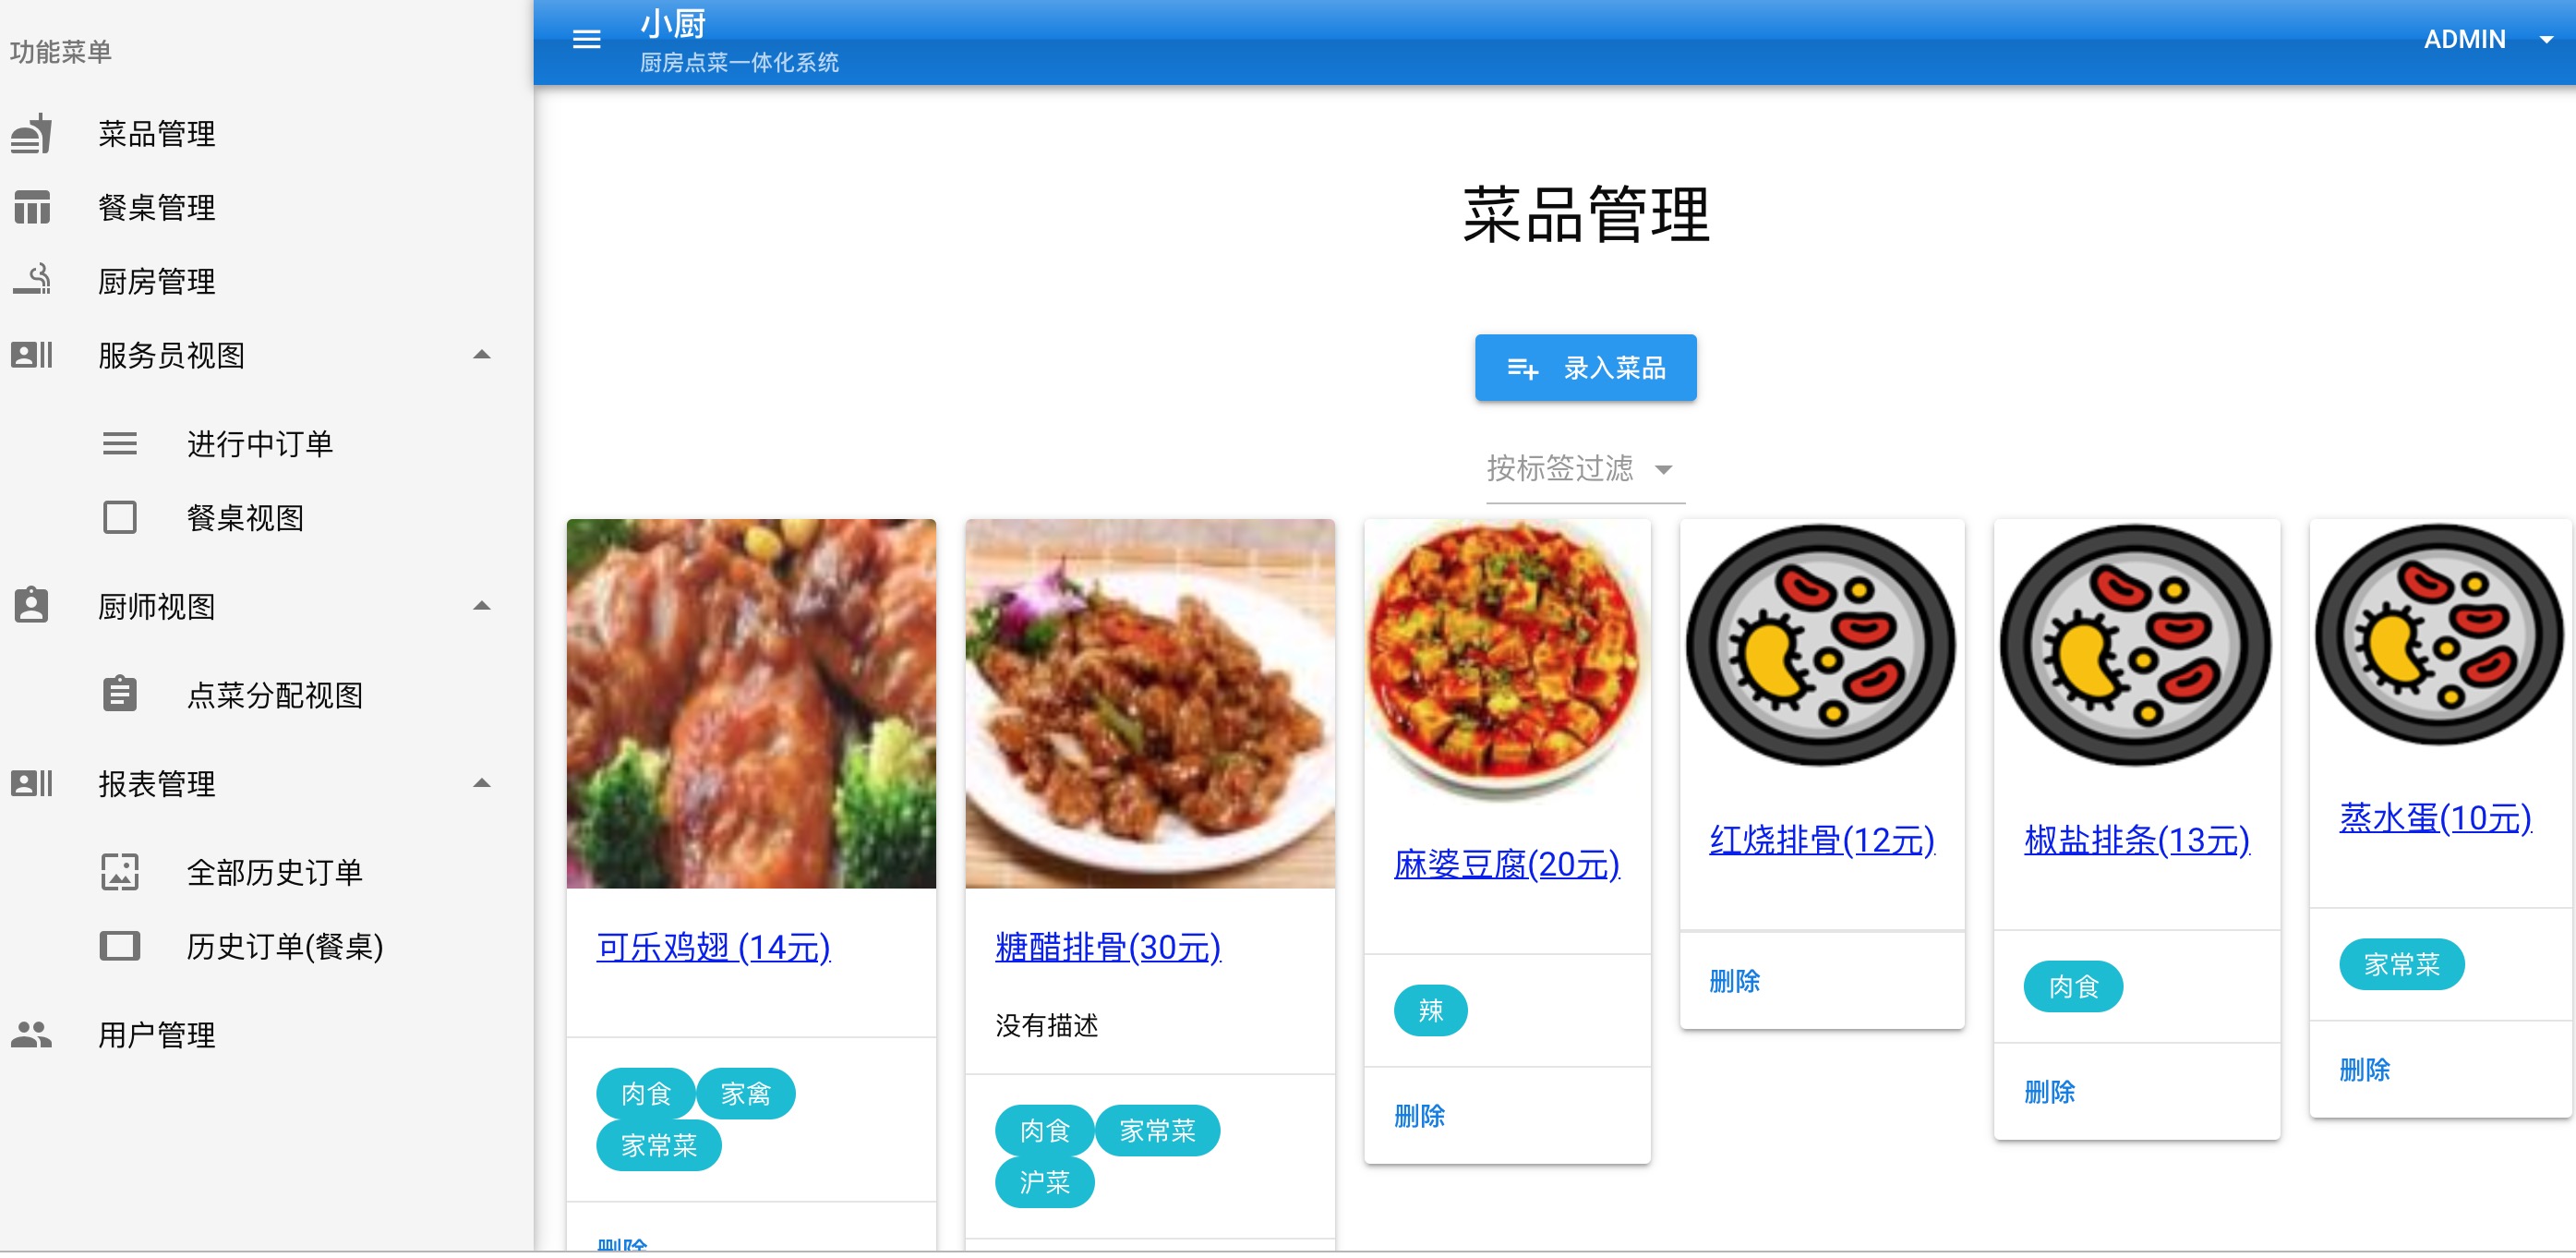 功能菜单
菜品管理
餐桌管理
厨房管理
服务员视图
进行中订单
餐桌视图
厨师视图
点菜分配视图
报表管理
全部历史订单
历史订单(餐桌)
用户管理
小厨
厨房点菜一体化系统
ADMIN
菜品管理
录入菜品
按标签过滤
可乐鸡翅 (14元)
肉食 家禽
家常菜
删除
糖醋排骨(30元)
没有描述
肉食 家常菜
沪菜
麻婆豆腐(20元)
辣
删除
红烧排骨(12元)
删除
椒盐排条(13元)
肉食
删除
蒸水蛋(10元)
家常菜
删除